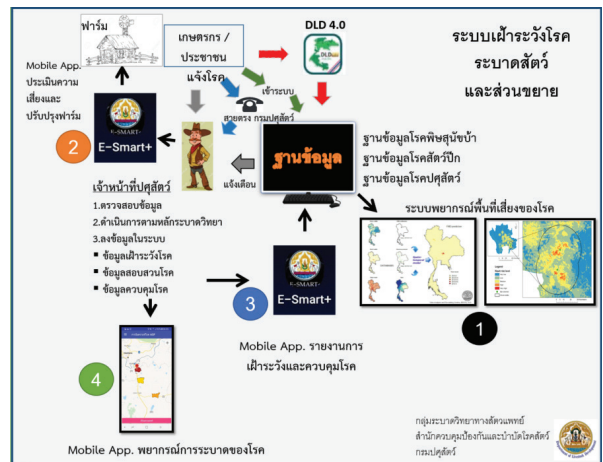 ระบบเฝ้าระวังโรค
ระบาดสัตว์
และส่วนขยาย
ฟาร์ม
เกษตรกร /
ประชาชน
แจ้งโรค
DLD 4.0
เข้าระบบ
สายตรง กรมปศุสัตว์
Mobile App.
ประเมินความ
เสี่ยงและ
ปรับปรุงฟาร์ม
2
-E-SMART-
E-Smart+
แจ้งเตือน
ฐานข้อมูล
ฐานข้อมูลโรคพิษสุนัขบ้า
ฐานข้อมูลโรคสัตว์ปีก
ฐานข้อมูลโรคปศุสัตว์
เจ้าหน้าที่ปศุสัตว์
1.ตรวจสอบข้อมูล
2.ดำเนินการตามหลักระบาดวิทยา
3.ลงข้อมูลในระบบ
▪ ข้อมูลเฝ้าระวังโรค
▪ ข้อมูลสอบสวนโรค
▪ ข้อมูลควบคุมโรค
ระบบพยากรณ์พื้นที่เสี่ยงของโรค
1
3
-E-SMART-
E-Smart+
Mobile App. รายงานการ
เฝ้าระวังและควบคุมโรค
4
Mobile App. พยากรณ์การระบาดของโรค
กลุ่มระบาดวิทยาทางสัตวแพทย์
สำนักควบคุมป้องกันและบำบัดโรคสัตว์
กรมปศุสัตว์